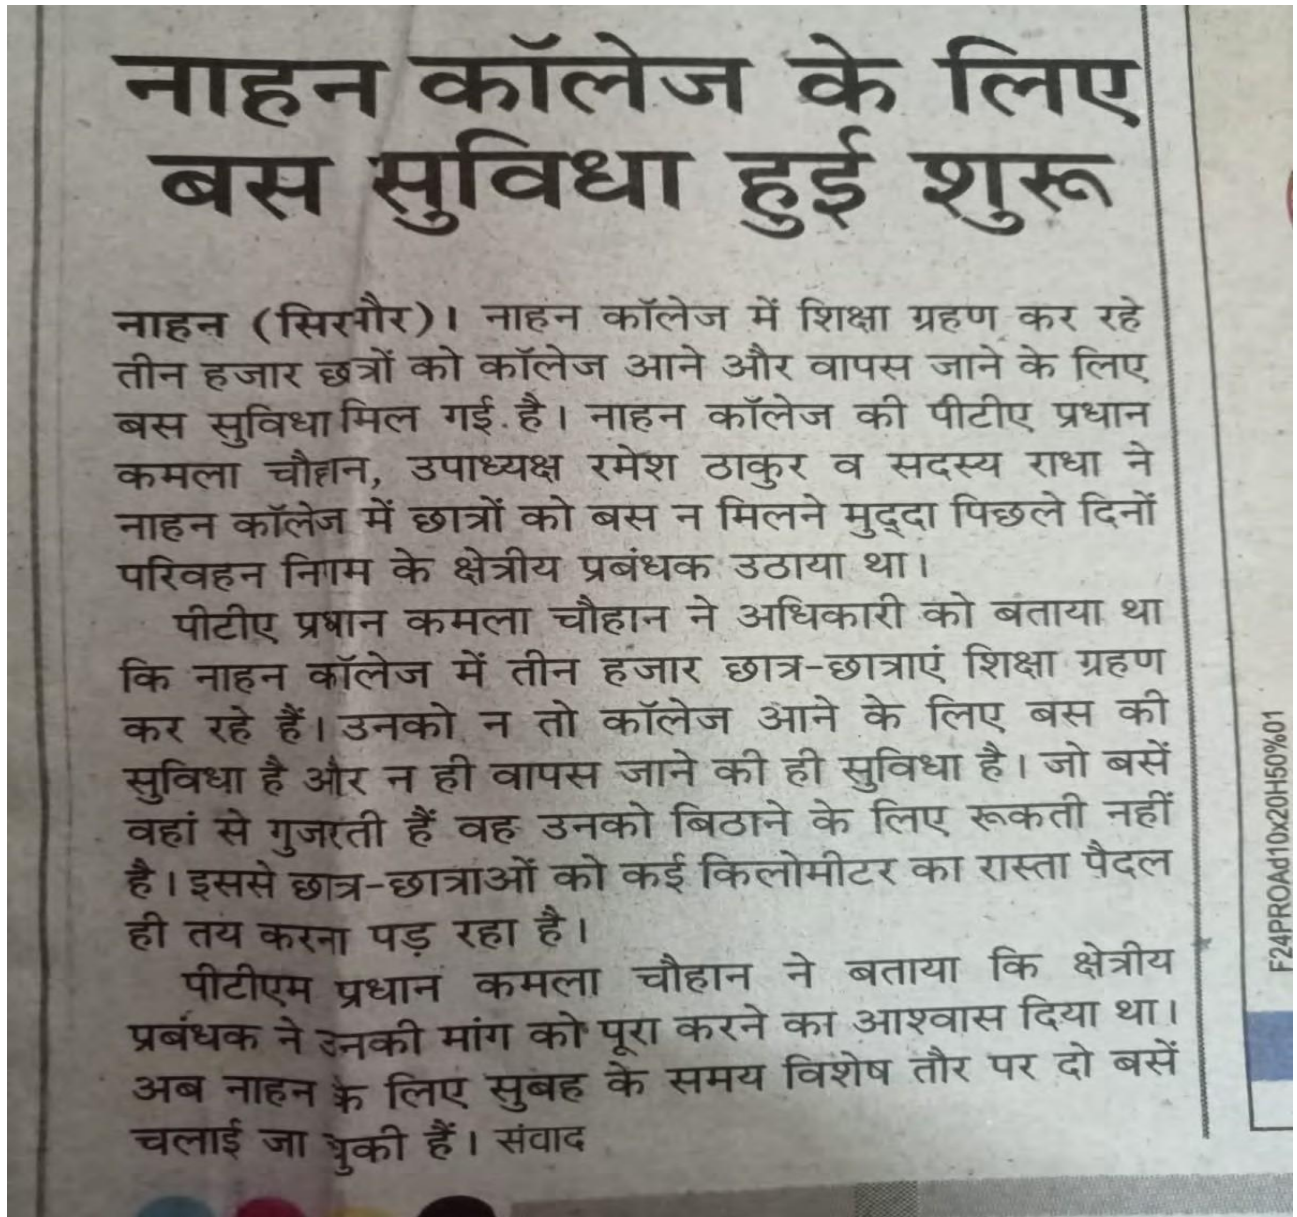 नाहन कॉलेज के लिए
बस सुविधा हुई शुरू
नाहन (सिरमौर)। नाहन कॉलेज में शिक्षा ग्रहण कर रहे
तीन हजार छत्रों को कॉलेज आने और वापस जाने के लिए
बस सुविधा मिल गई है। नाहन कॉलेज की पीटीए प्रधान
कमला चौहान, उपाध्यक्ष रमेश ठाकुर व सदस्य राधा ने
नाहन कॉलेज में छात्रों को बस न मिलने मुद्दा पिछले दिनों
परिवहन निगम के क्षेत्रीय प्रबंधक उठाया था।
पीटीए प्रधान कमला चौहान ने अधिकारी को बताया था
कि नाहन कॉलेज में तीन हजार छात्र-छात्राएं शिक्षा ग्रहण
कर रहे हैं। उनको न तो कॉलेज आने के लिए बस की
सुविधा है और न ही वापस जाने की ही सुविधा है। जो बसें
वहां से गुजरती हैं वह उनको बिठाने के लिए रूकती नहीं
है। इससे छात्र-छात्राओं को कई किलोमीटर का रास्ता पैदल
ही तय करना पड़ रहा है।
पीटीएम प्रधान कमला चौहान ने बताया कि क्षेत्रीय
प्रबंधक ने उनकी मांग को पूरा करने का आश्वास दिया था।
अब नाहन के लिए सुबह के समय विशेष तौर पर दो बसें
चलाई जा चुकी हैं। संवाद
F24PROAd10x20H50%01